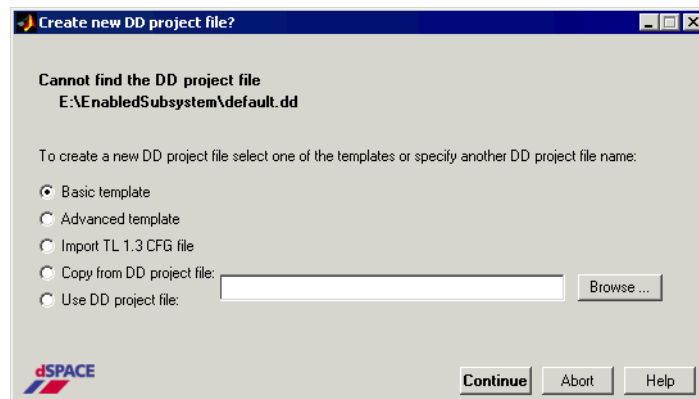 Create new DD project file?
Cannot find the DD project file
E:\EnabledSubsystem\default.dd
To create a new DD project file select one of the templates or specify another DD project file name:
Basic template
Advanced template
Import TL 1.3 CFG file
Copy from DD project file:
Browse ...
Use DD project file:
dSPACE
Continue
Abort
Help